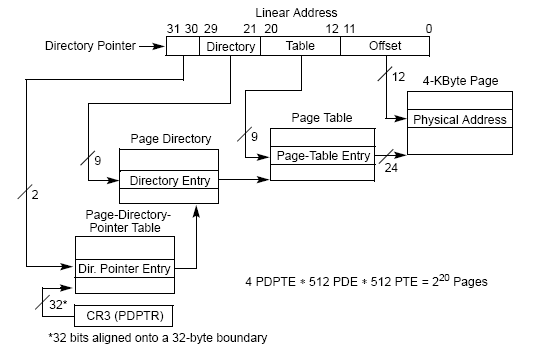 Linear Address
31 30 29 21 20 12 11 0
Directory Pointer Directory Table Offset
12
4-KByte Page
Physical Address
Page Table
9
Page-Table Entry
24
Page Directory
9
Directory Entry
2
Page-Directory-
Pointer Table
Dir. Pointer Entry
4 PDPTE * 512 PDE * 512 PTE = 2²⁰ Pages
32*
CR3 (PDPTR)
*32 bits aligned onto a 32-byte boundary